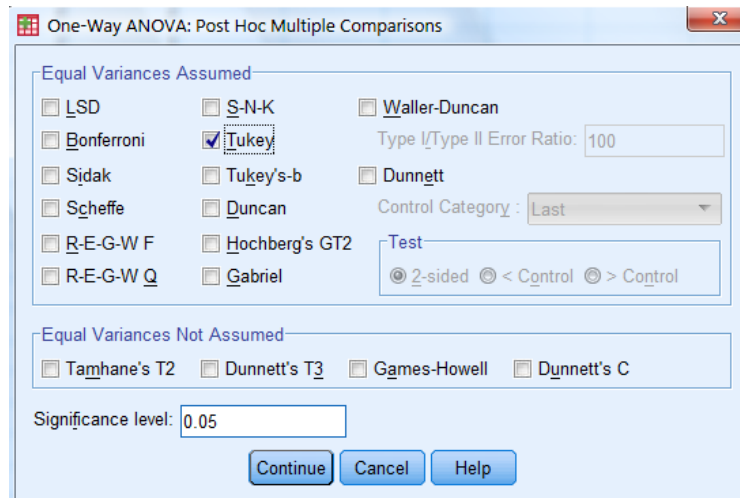 One-Way ANOVA: Post Hoc Multiple Comparisons
x
Equal Variances Assumed
LSD S-N-K Waller-Duncan
Bonferroni Tukey Type I/Type II Error Ratio: 100
Sidak Tukey's-b Dunnett
Scheffe Duncan Control Category : Last
R-E-G-W F Hochberg's GT2 Test
R-E-G-W Q Gabriel 2-sided < Control > Control
Equal Variances Not Assumed
Tamhane's T2 Dunnett's T3 Games-Howell Dunnett's C
Significance level: 0.05
Continue Cancel Help